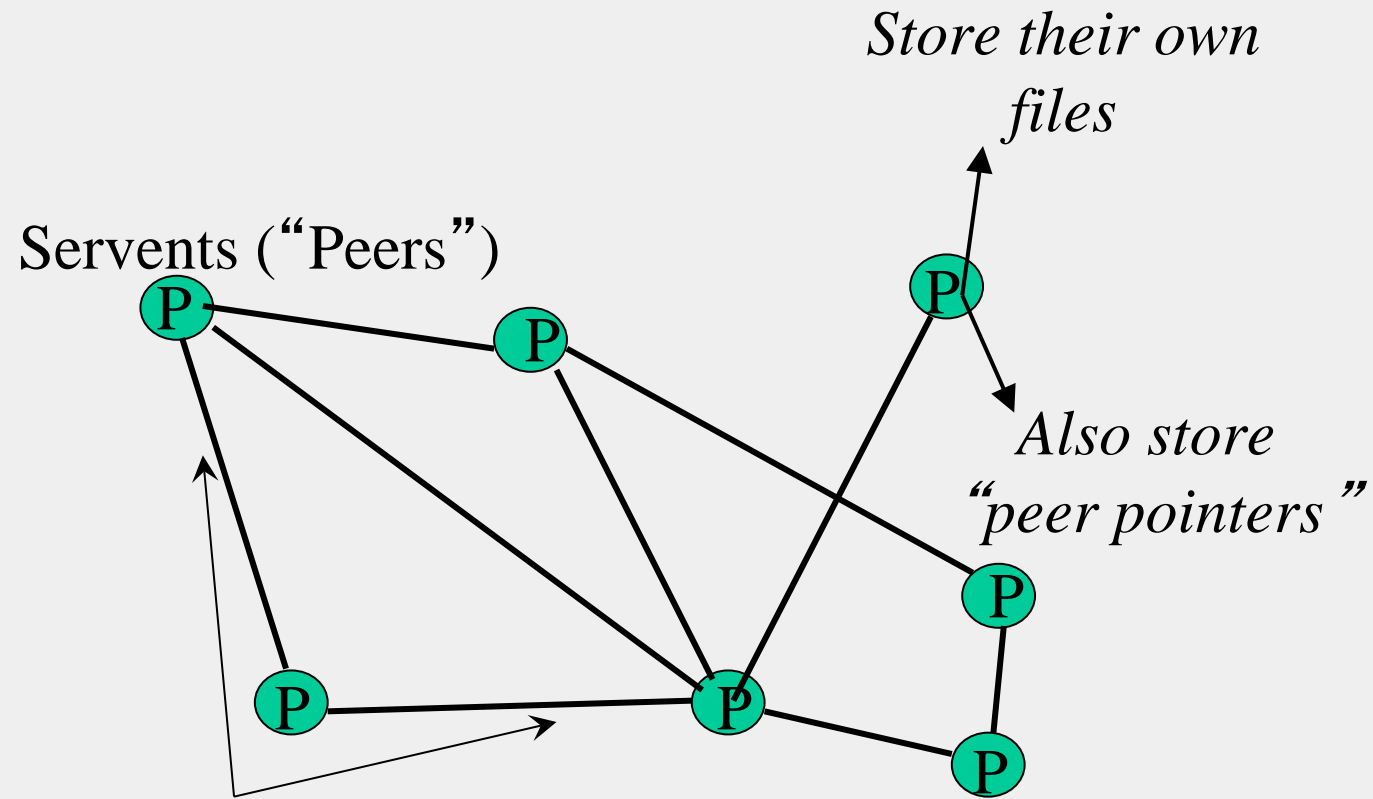 Store their own
files
Servents (“Peers”)
P
P
P
Also store
“peer pointers ”
P
P
P
P